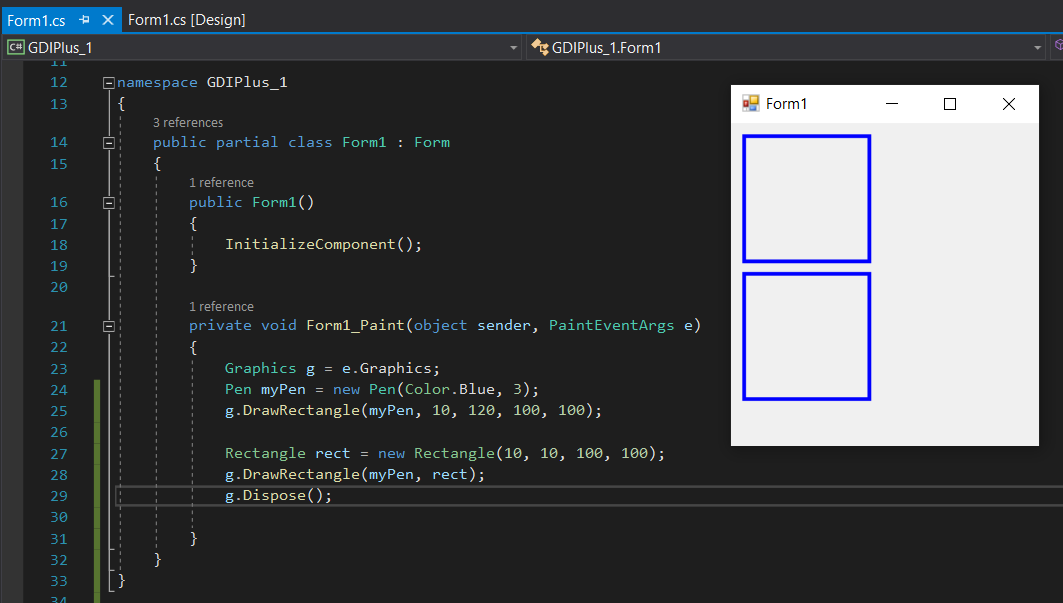 Form1.cs Form1.cs [Design]
C# GDIPlus_1 GDIPlus_1.Form1
11
12 namespace GDIPlus_1
Form1
13 {
3 references
14 public partial class Form1 : Form
15 {
1 reference
16 public Form1()
17 {
18 InitializeComponent();
19 }
20
1 reference
21 private void Form1_Paint(object sender, PaintEventArgs e)
22 {
23 Graphics g = e.Graphics;
24 Pen myPen = new Pen(Color.Blue, 3);
25 g.DrawRectangle(myPen, 10, 120, 100, 100);
26
27 Rectangle rect = new Rectangle(10, 10, 100, 100);
28 g.DrawRectangle(myPen, rect);
29 g.Dispose();
30
31 }
32 }
33 }
34